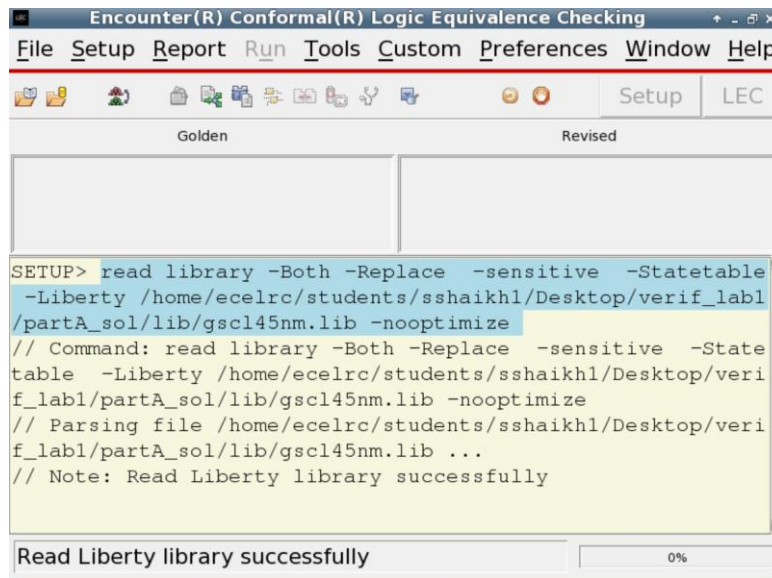 Encounter(R) Conformal(R) Logic Equivalence Checking
File Setup Report Run Tools Custom Preferences Window Help
Setup LEC
Golden Revised
SETUP> read library -Both -Replace  -sensitive  -Statetable
 -Liberty /home/ecelrc/students/sshaikh1/Desktop/verif_lab1
/partA_sol/lib/gscl45nm.lib -nooptimize
// Command: read library -Both -Replace  -sensitive  -State
table  -Liberty /home/ecelrc/students/sshaikh1/Desktop/veri
f_lab1/partA_sol/lib/gscl45nm.lib -nooptimize
// Parsing file /home/ecelrc/students/sshaikh1/Desktop/veri
f_lab1/partA_sol/lib/gscl45nm.lib ...
// Note: Read Liberty library successfully
Read Liberty library successfully 0%